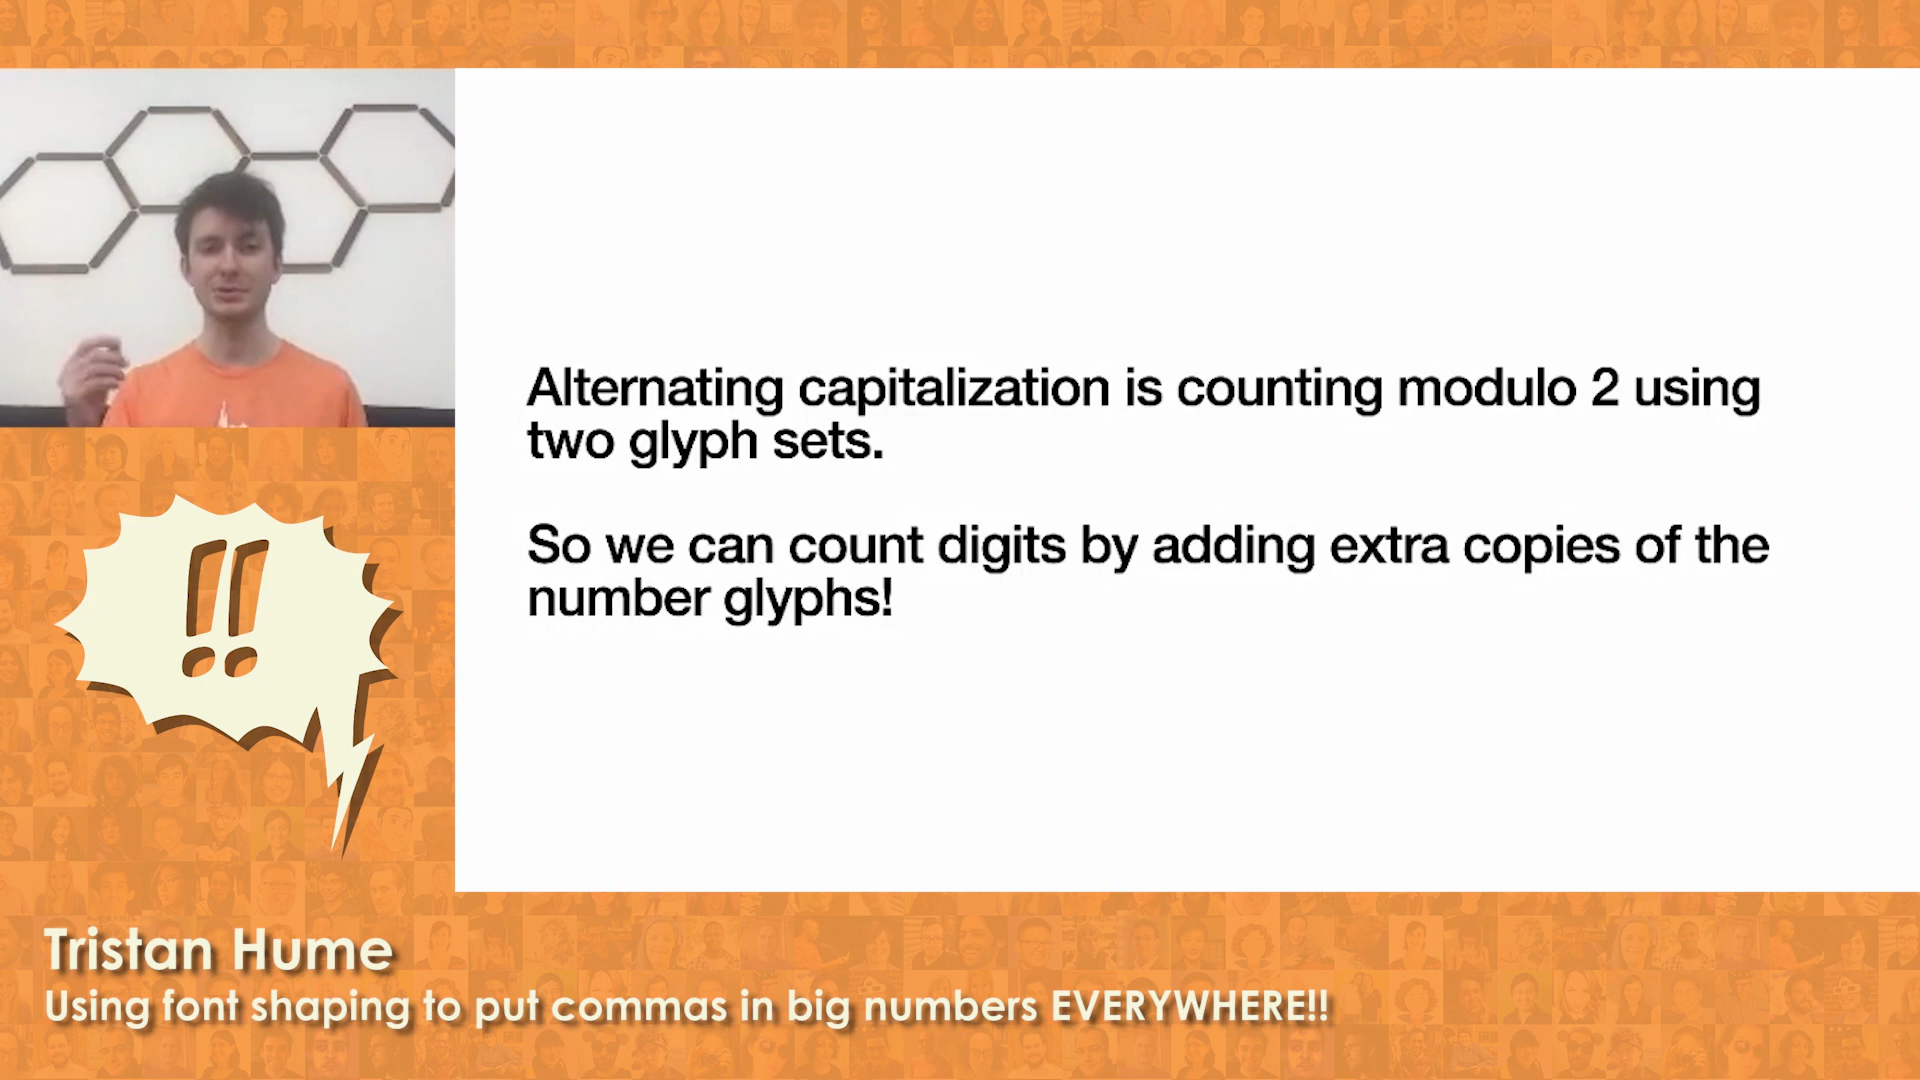 Alternating capitalization is counting modulo 2 using
two glyph sets.
So we can count digits by adding extra copies of the
number glyphs!
!!
Tristan Hume
Using font shaping to put commas in big numbers EVERYWHERE!!